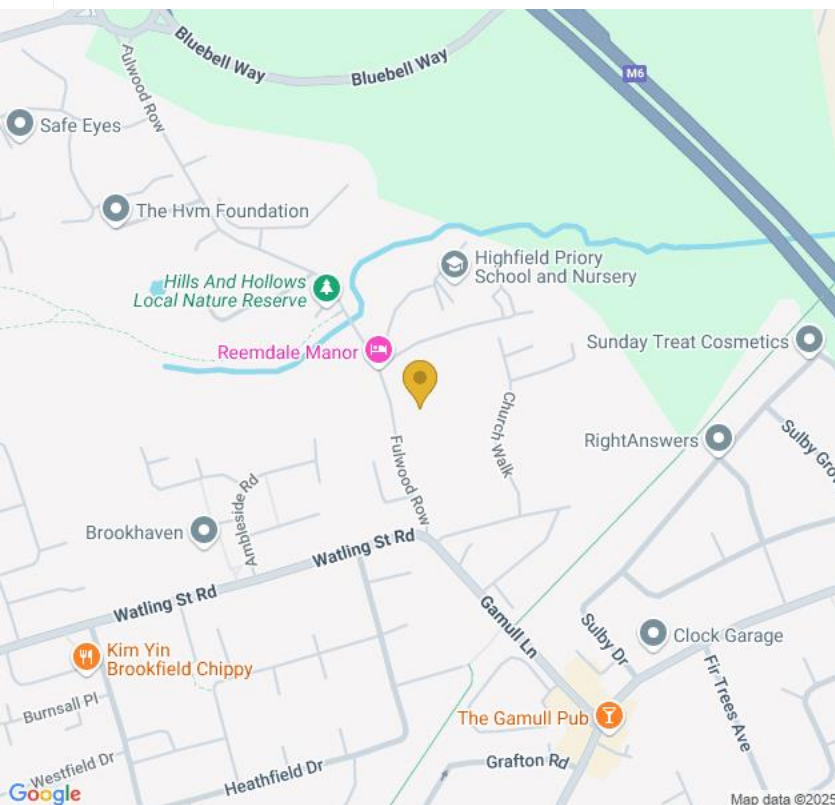 Bluebell Way
Bluebell Way
Fulwood Row
M6
Safe Eyes
The Hvm Foundation
Highfield Priory
School and Nursery
Hills And Hollows
Local Nature Reserve
Reemdale Manor
Sunday Treat Cosmetics
Church Walk
RightAnswers
Sulby Gro
Fulwood Row
Ambleside Rd
Brookhaven
Watling St Rd
Watling St Rd
Gamull Ln
Sulby Dr
Clock Garage
Kim Yin
Brookfield Chippy
Fir Trees Ave
Burnsall Pl
The Gamull Pub
Westfield Dr
Heathfield Dr
Grafton Rd
Google
Map data ©2025